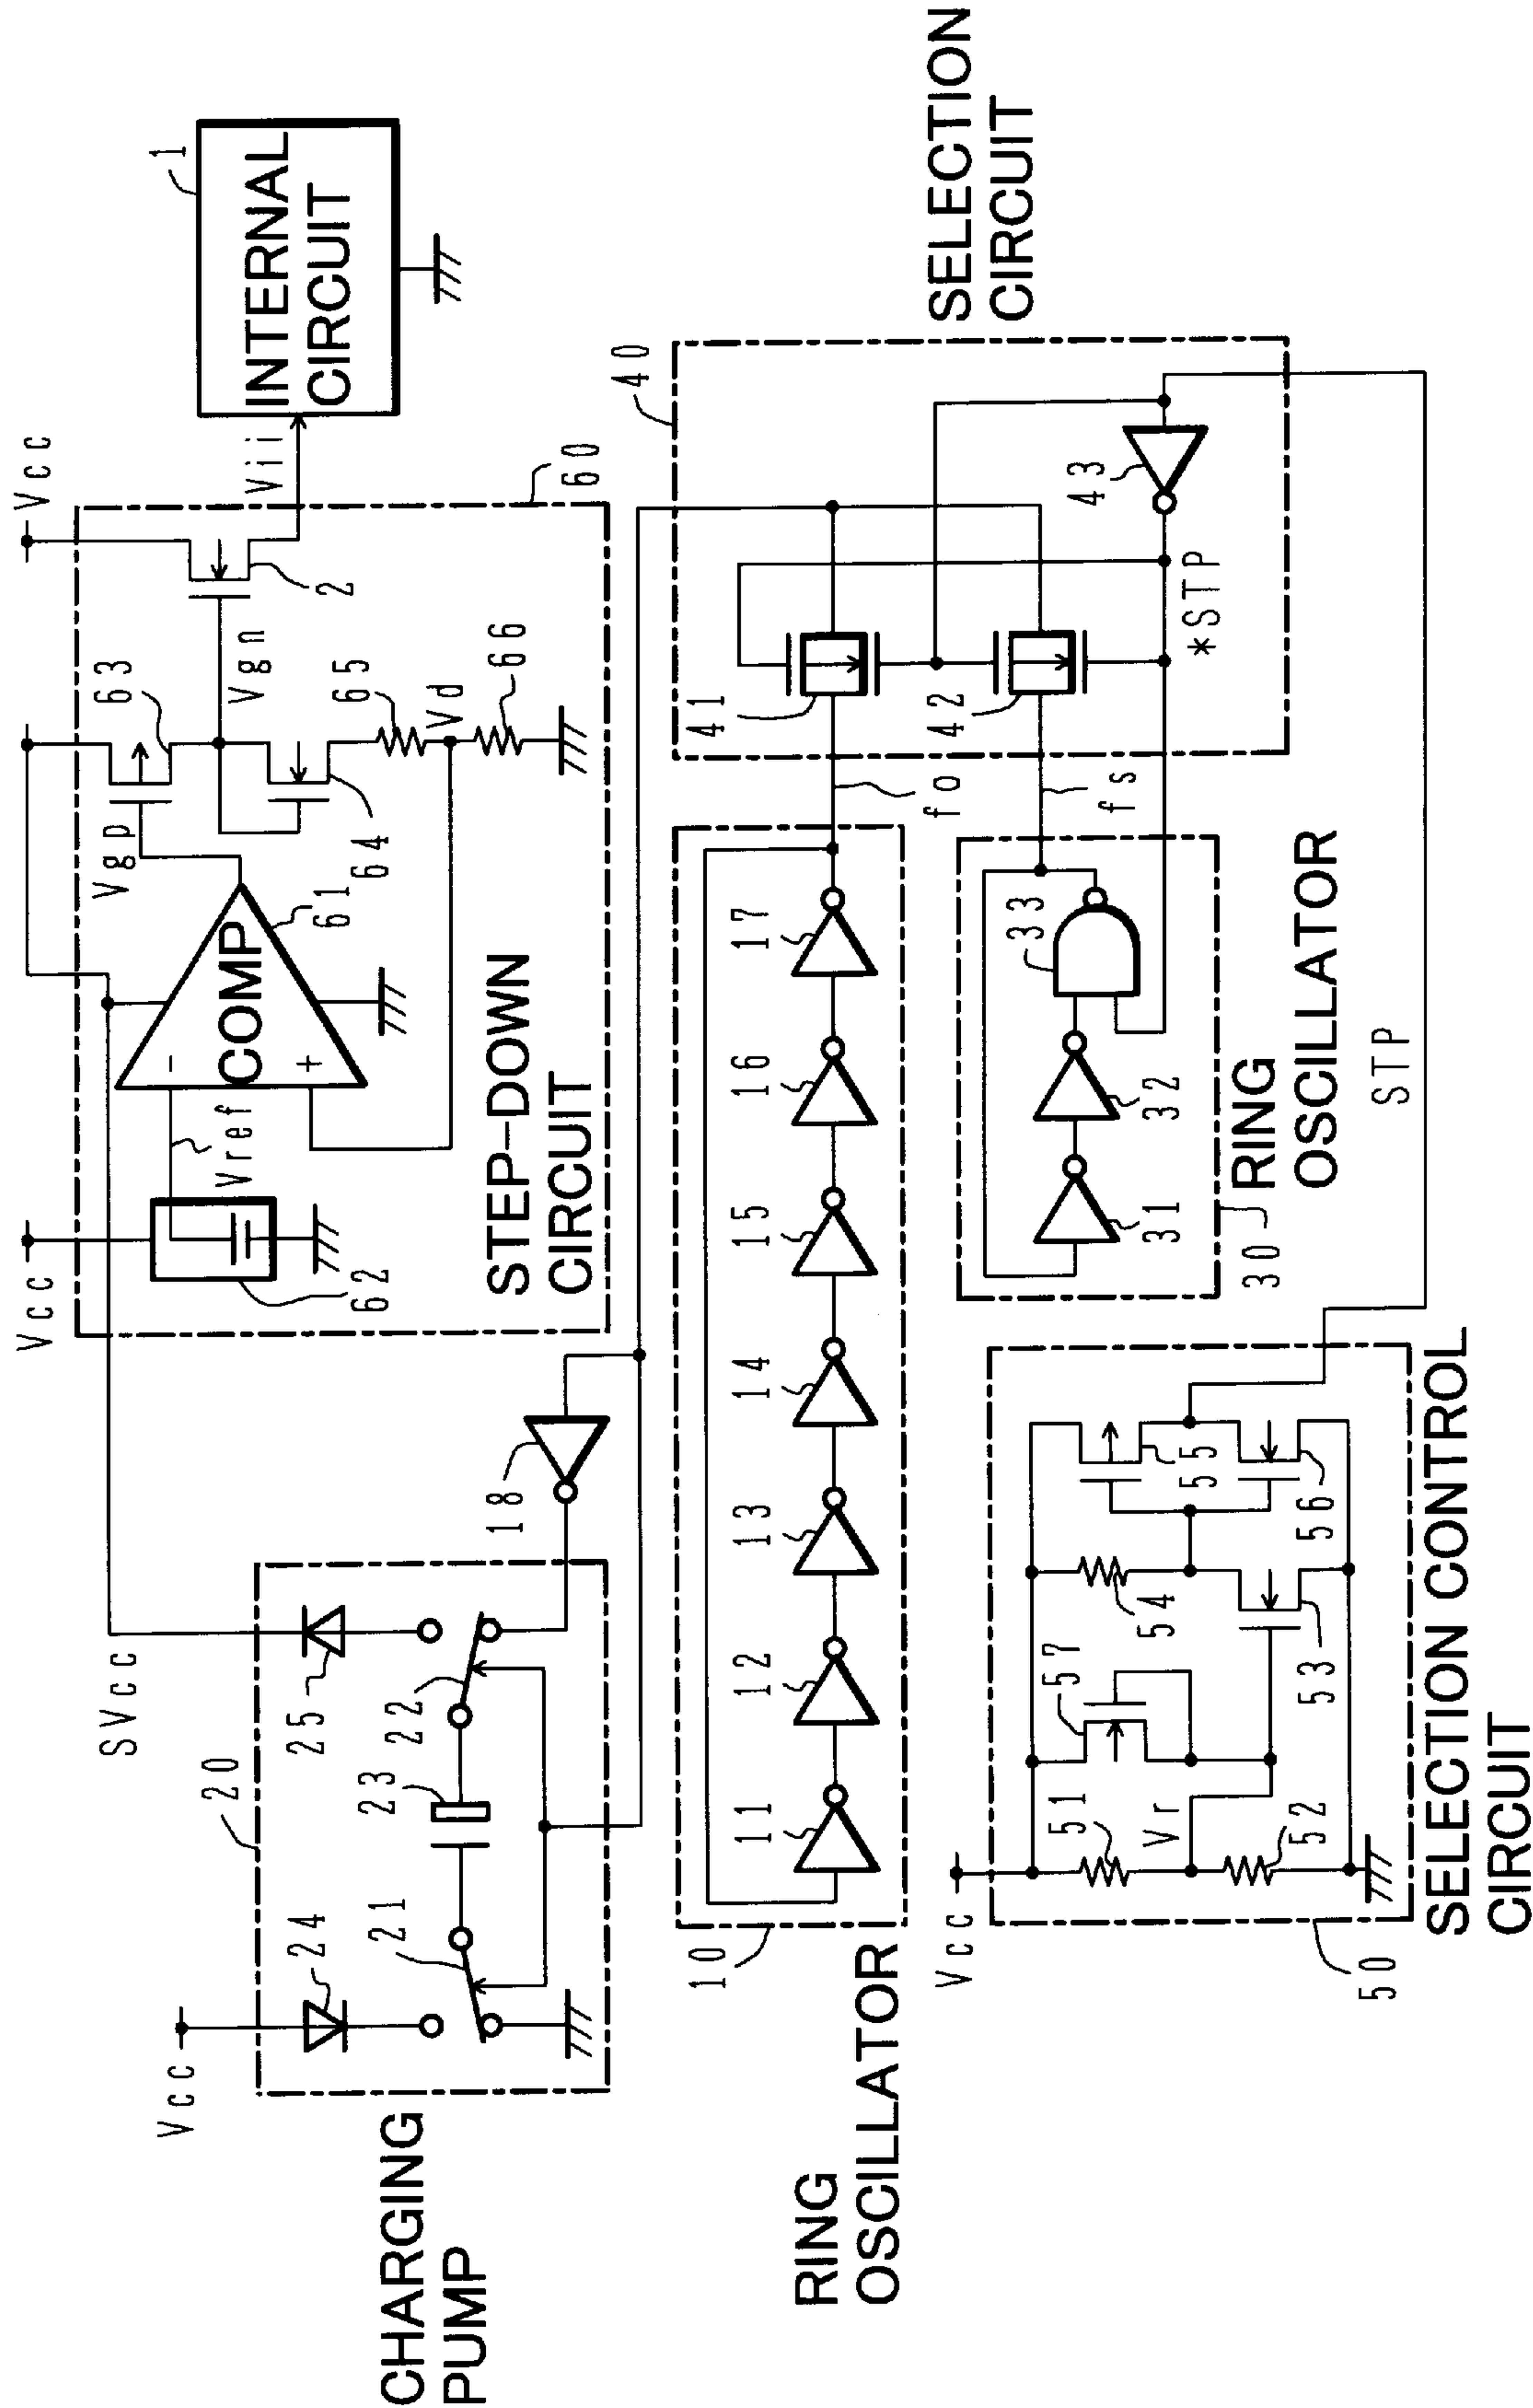 CHARGING
PUMP
20
Vcc
24
21
23
22
25
SVcc
18
Vcc
62
Vref
COMP
-
+
61
STEP-DOWN
CIRCUIT
Vgp
63
64
Vgn
65
Vd
66
2
60
Vcc
Vii
1
INTERNAL
CIRCUIT
RING
OSCILLATOR
10
11
12
13
14
15
16
17
fo
30
RING
OSCILLATOR
31
32
33
fs
40
41
42
43
*STP
SELECTION
CIRCUIT
STP
Vcc
50
51
Vr
52
57
54
53
55
56
SELECTION CONTROL
CIRCUIT